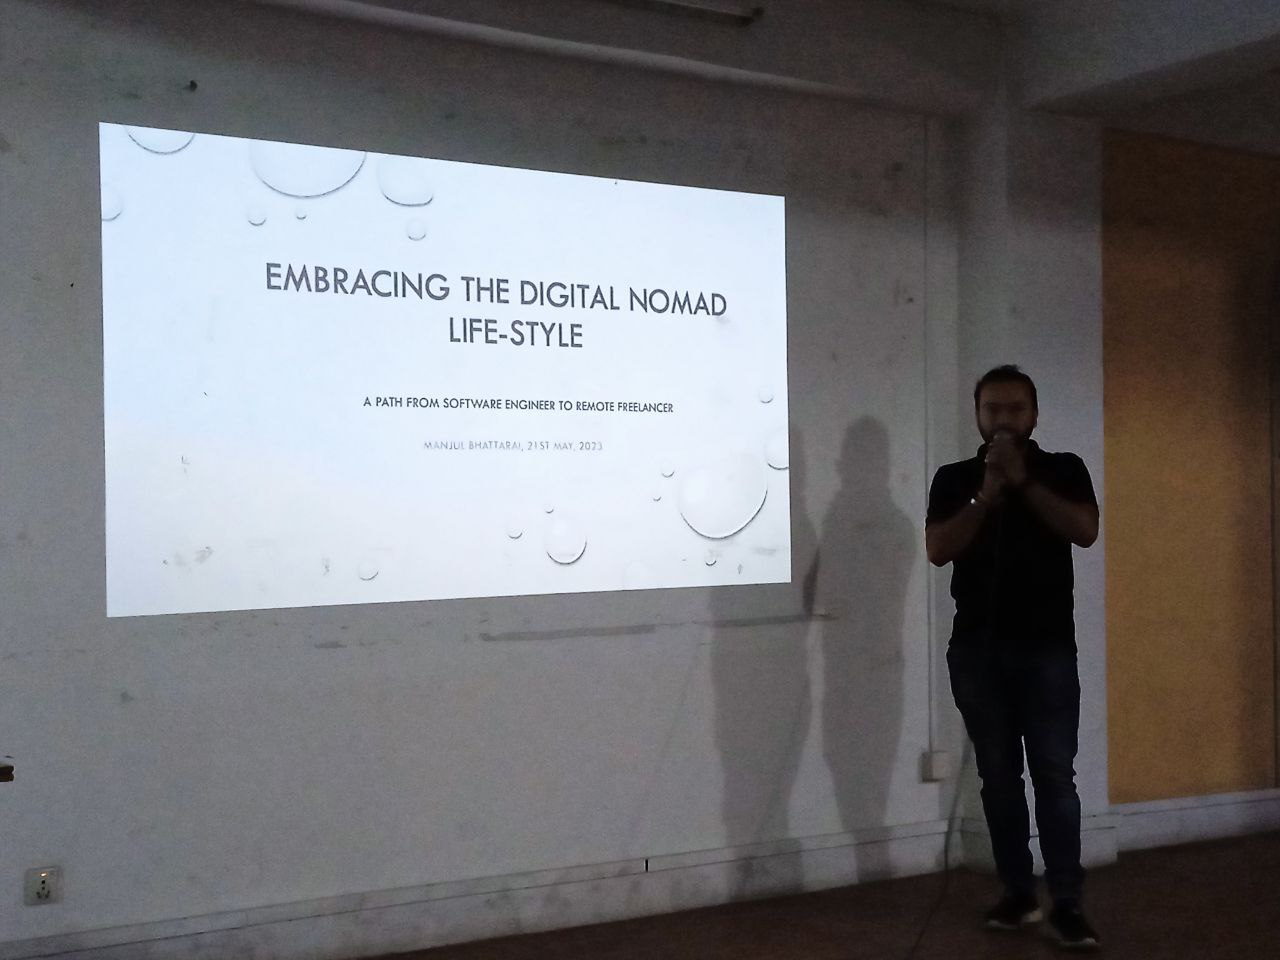 EMBRACING THE DIGITAL NOMAD
LIFE-STYLE
A PATH FROM SOFTWARE ENGINEER TO REMOTE FREELANCER
MANJUL BHATTARAI, 21ST MAY, 2023